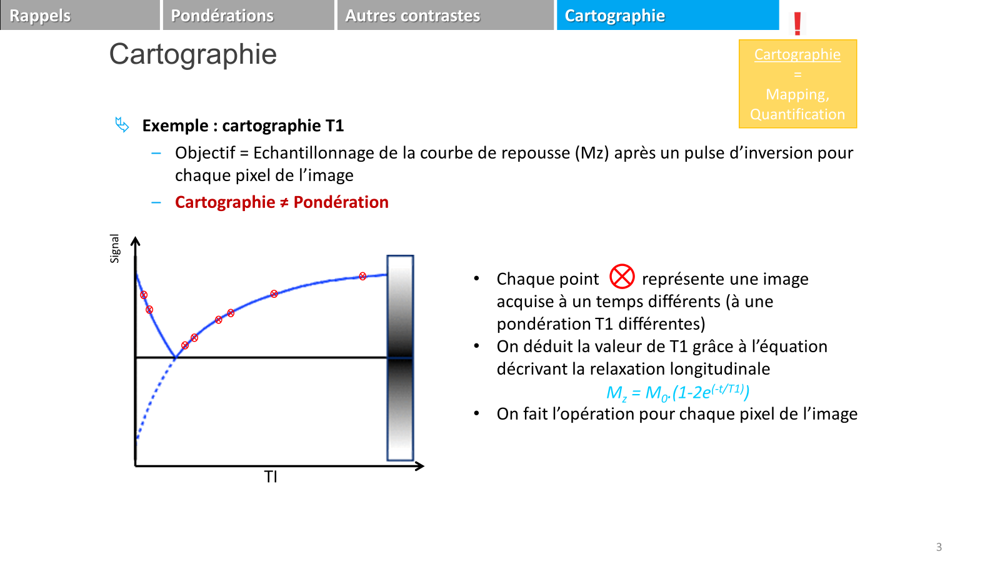 Rappels
Pondérations
Autres contrastes
Cartographie
!
Cartographie
Cartographie
=
Mapping,
Quantification
Exemple : cartographie T1
– Objectif = Echantillonnage de la courbe de repousse (Mz) après un pulse d’inversion pour
chaque pixel de l’image
– Cartographie ≠ Pondération
Signal
TI
• Chaque point ⊗ représente une image
acquise à un temps différents (à une
pondération T1 différentes)
• On déduit la valeur de T1 grâce à l’équation
décrivant la relaxation longitudinale
Mz = M0.(1-2e(-t/T1))
• On fait l’opération pour chaque pixel de l’image
3